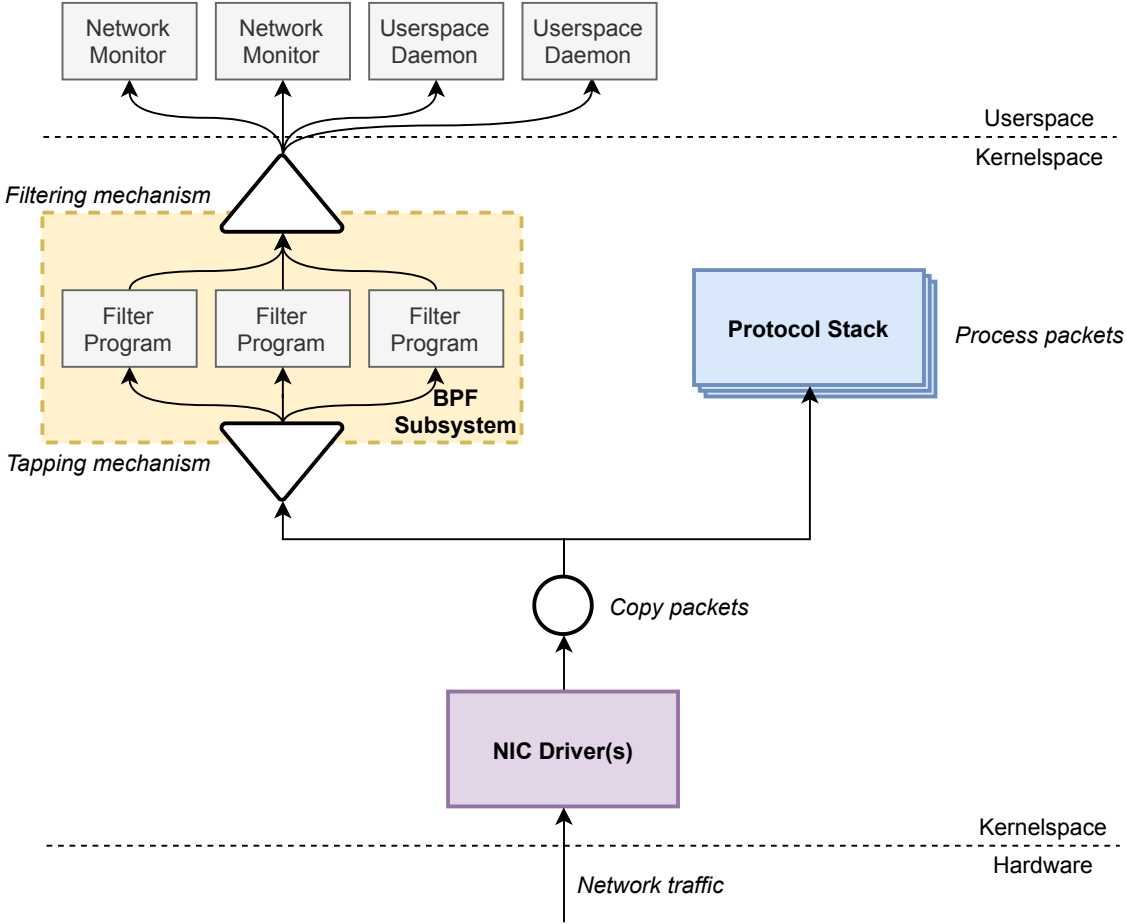 Network
Monitor
Network
Monitor
Userspace
Daemon
Userspace
Daemon
Userspace
Kernelspace
Filtering mechanism
Filter
Program
Filter
Program
Filter
Program
BPF
Subsystem
Protocol Stack
Process packets
Tapping mechanism
Copy packets
NIC Driver(s)
Kernelspace
Hardware
Network traffic